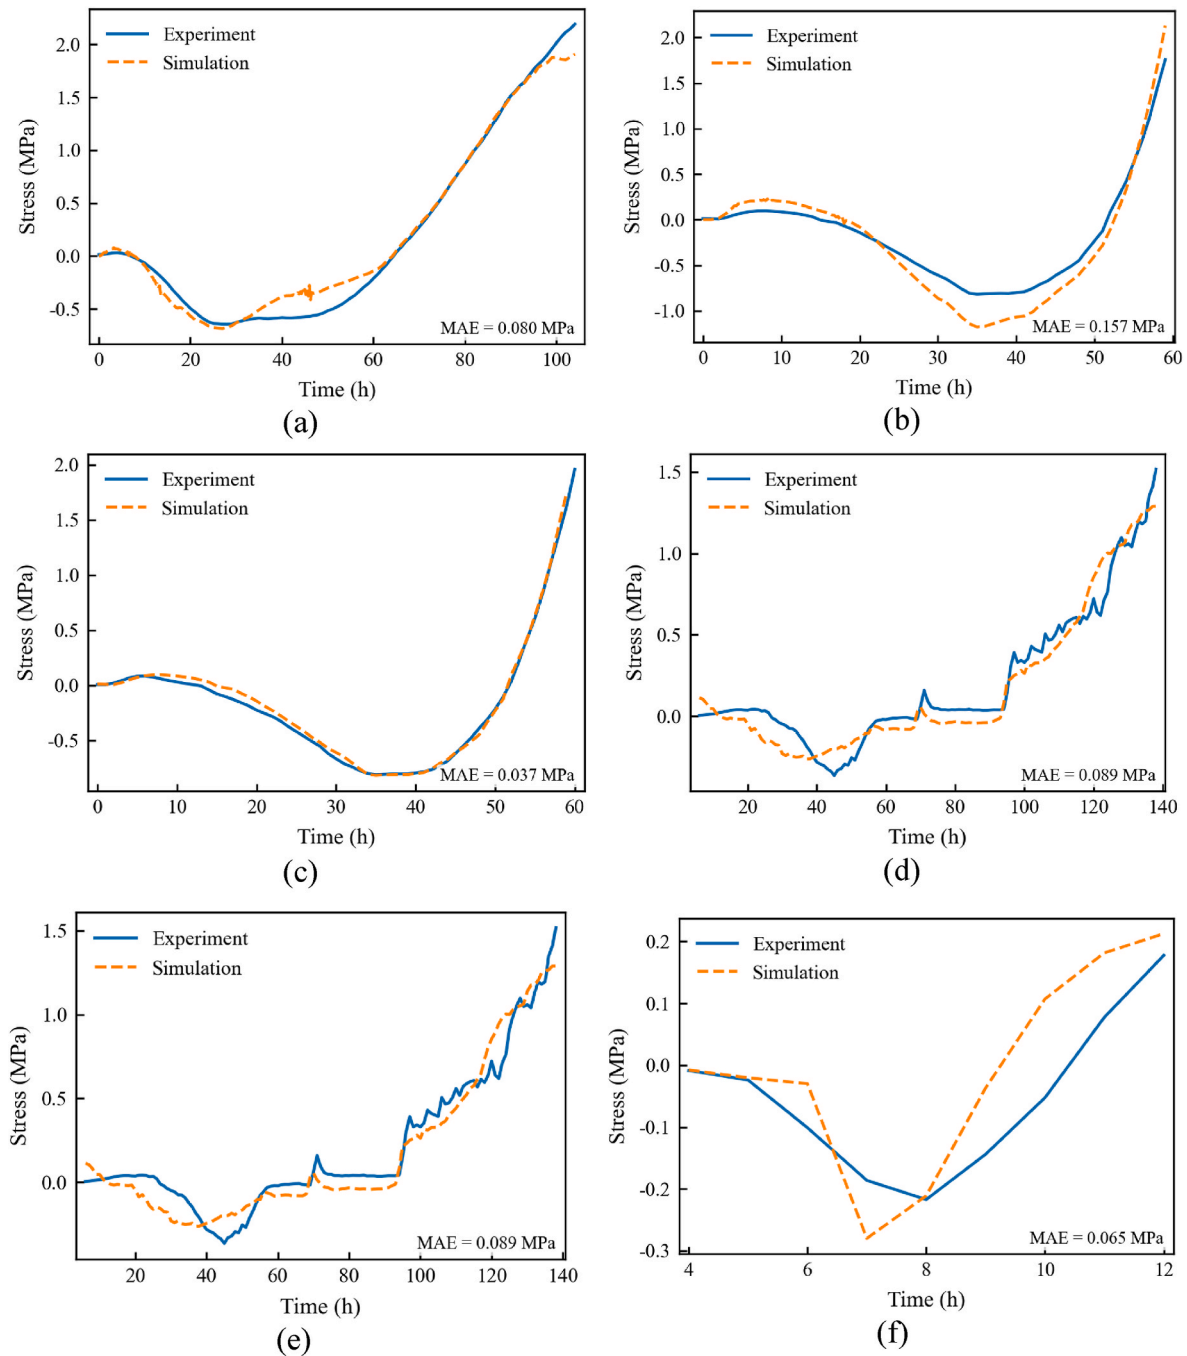 Experiment
Simulation
2.0
1.5
1.0
0.5
0.0
-0.5
Stress (MPa)
MAE = 0.080 MPa
0 20 40 60 80 100
Time (h)
(a)
Experiment
Simulation
2.0
1.5
1.0
0.5
0.0
-0.5
-1.0
Stress (MPa)
MAE = 0.157 MPa
0 10 20 30 40 50 60
Time (h)
(b)
Experiment
Simulation
2.0
1.5
1.0
0.5
0.0
-0.5
Stress (MPa)
MAE = 0.037 MPa
0 10 20 30 40 50 60
Time (h)
(c)
Experiment
Simulation
1.5
1.0
0.5
0.0
Stress (MPa)
MAE = 0.089 MPa
20 40 60 80 100 120 140
Time (h)
(d)
Experiment
Simulation
1.5
1.0
0.5
0.0
Stress (MPa)
MAE = 0.089 MPa
20 40 60 80 100 120 140
Time (h)
(e)
Experiment
Simulation
0.2
0.1
0.0
-0.1
-0.2
-0.3
Stress (MPa)
MAE = 0.065 MPa
4 6 8 10 12
Time (h)
(f)